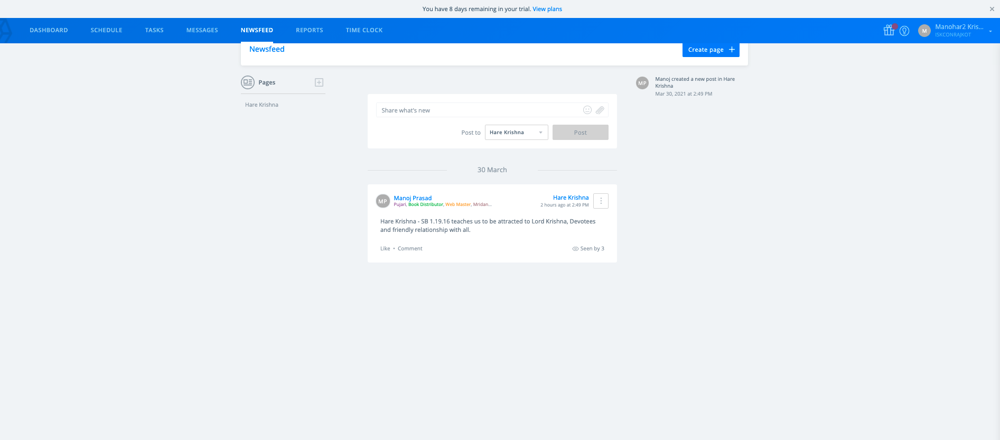 You have 8 days remaining in your trial. View plans
DASHBOARD SCHEDULE TASKS MESSAGES NEWSFEED REPORTS TIME CLOCK
M
Manohar2 Kris...
ISKCONRAJKOT
Newsfeed
Create page
Pages
Hare Krishna
MP
Manoj created a new post in Hare
Krishna
Mar 30, 2021 at 2:49 PM
Share what's new
Post to
Hare Krishna
Post
30 March
MP
Manoj Prasad
Pujari, Book Distributor, Web Master, Mridan...
Hare Krishna
2 hours ago at 2:49 PM
Hare Krishna - SB 1.19.16 teaches us to be attracted to Lord Krishna, Devotees
and friendly relationship with all.
Like • Comment
Seen by 3